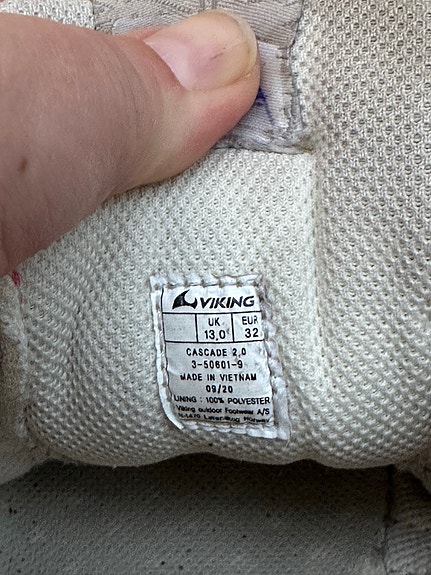 VIKING
UK EUR
13,0 32
CASCADE 2,0
3-50601-9
MADE IN VIETNAM
09/20
LINING : 100% POLYESTER
Viking outdoor Footwear A/S
Norway